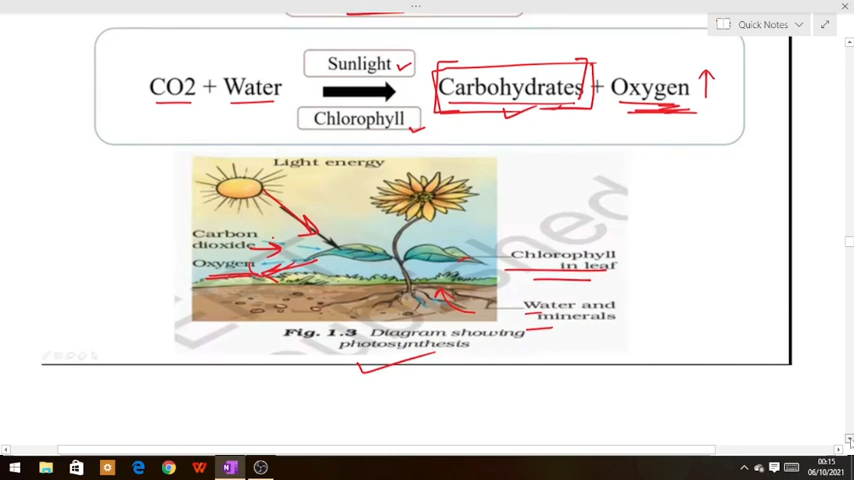 Quick Notes
Sunlight
CO2 + Water
Carbohydrates + Oxygen
Chlorophyll
Light energy
Carbon
dioxide
Oxygen
Chlorophyll
in leaf
Water and
minerals
Fig. 1.3 Diagram showing
photosynthesis
00:15
06/10/2021